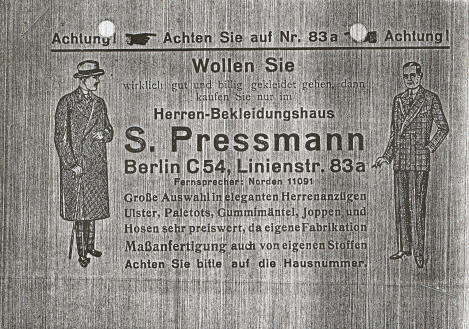 Achtung! Achten Sie auf Nr. 83a Achtung!
Wollen Sie
wirklich gut und billig gekleidet gehen, dann
kaufen Sie nur im
Herren-Bekleidungshaus
S. Pressmann
Berlin C 54, Linienstr. 83a
Fernsprecher: Norden 11091
Große Auswahl in eleganten Herrenanzügen
Ulster, Paletots, Gummimäntel, Joppen und
Hosen sehr preiswert, da eigene Fabrikation
Maßanfertigung auch von eigenen Stoffen
Achten Sie bitte auf die Hausnummer.